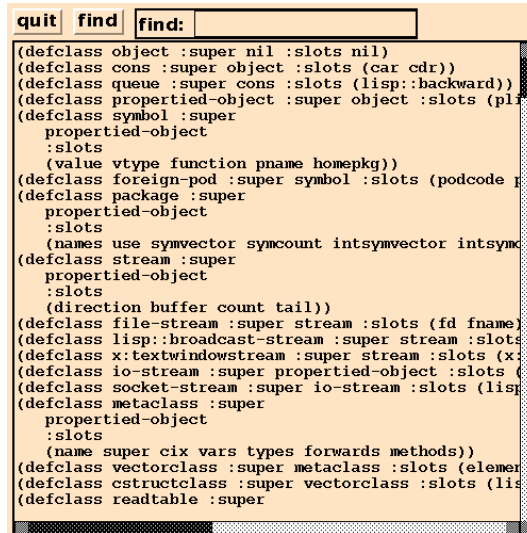 quit find find:
(defclass object :super nil :slots nil)
(defclass cons :super object :slots (car cdr))
(defclass queue :super cons :slots (lisp::backward))
(defclass propertied-object :super object :slots
(defclass symbol :super
propertied-object
:slots
(value vtype function pname homepkg))
(defclass foreign-pod :super symbol :slots (podcode
(defclass package :super
propertied-object
:slots
(names use symvector symcount intsymvector
(defclass stream :super
propertied-object
:slots
(direction buffer count tail))
(defclass file-stream :super stream :slots (fd fname)
(defclass lisp::broadcast-stream :super stream :slots
(defclass x:textwindowstream :super stream :slots (x:
(defclass io-stream :super propertied-object :slots (
(defclass socket-stream :super io-stream :slots (lisp
(defclass metaclass :super
propertied-object
:slots
(name super cix vars types forwards methods))
(defclass vectorclass :super metaclass :slots
(defclass cstructclass :super vectorclass :slots
(defclass readtable :super